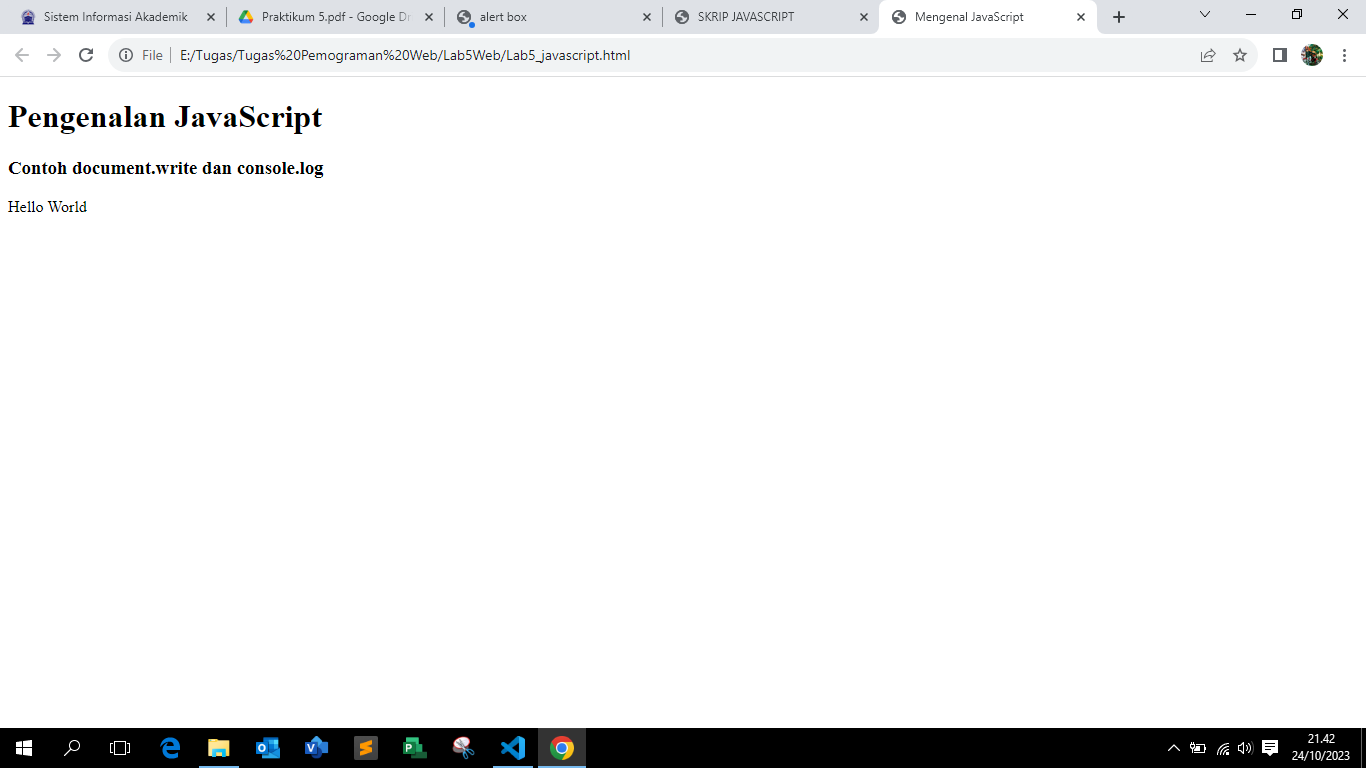 Sistem Informasi Akademik
Praktikum 5.pdf - Google Dr
alert box
SKRIP JAVASCRIPT
Mengenal JavaScript
File
E:/Tugas/Tugas%20Pemograman%20Web/Lab5Web/Lab5_javascript.html
Pengenalan JavaScript
Contoh document.write dan console.log
Hello World
21.42
24/10/2023